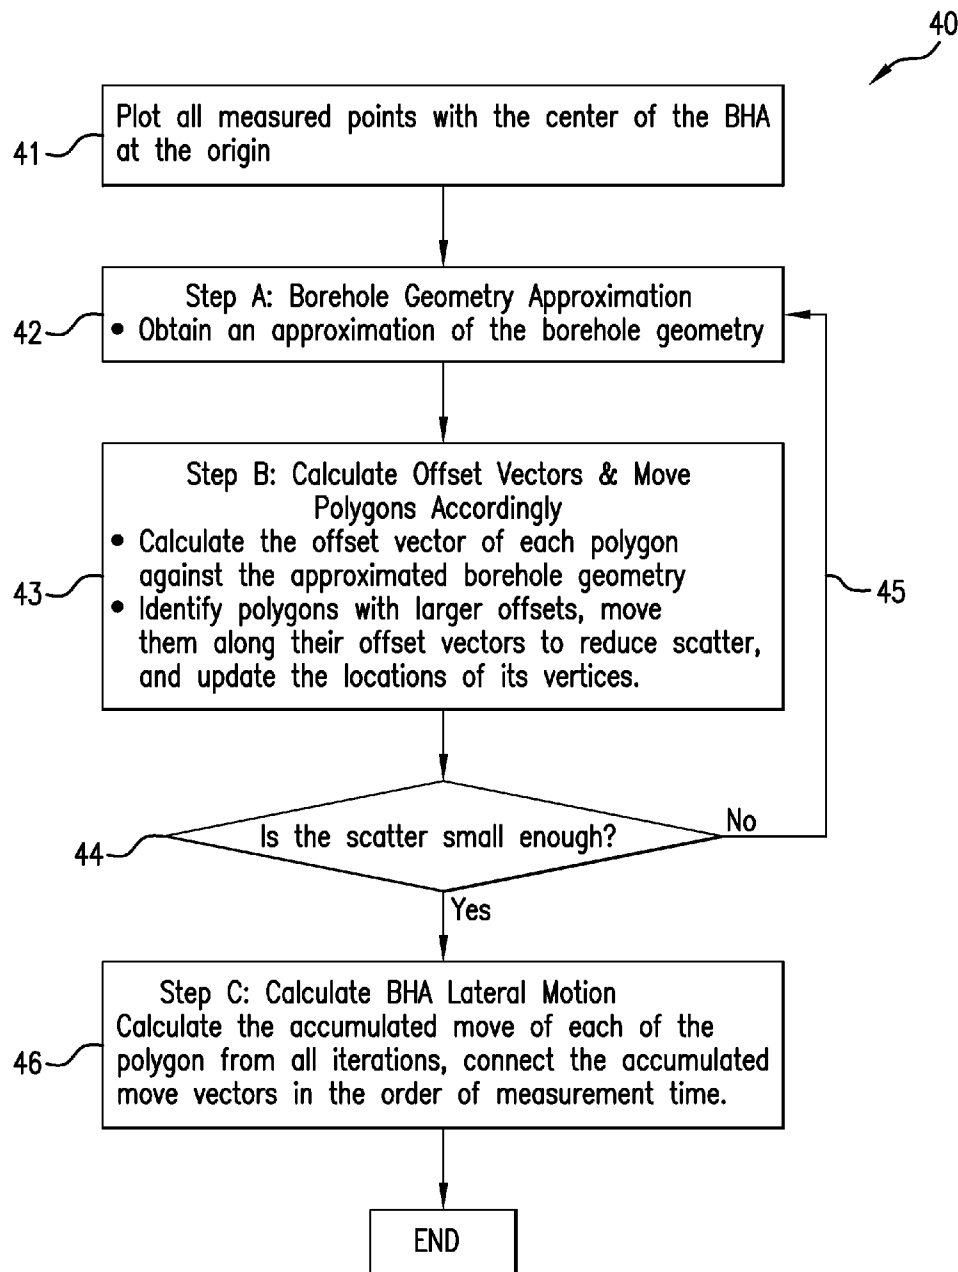 40
Plot all measured points with the center of the BHA
at the origin
41
Step A: Borehole Geometry Approximation
• Obtain an approximation of the borehole geometry
42
Step B: Calculate Offset Vectors & Move
Polygons Accordingly
• Calculate the offset vector of each polygon
against the approximated borehole geometry
• Identify polygons with larger offsets, move
them along their offset vectors to reduce scatter,
and update the locations of its vertices.
43
45
Is the scatter small enough?
No
44
Yes
Step C: Calculate BHA Lateral Motion
Calculate the accumulated move of each of the
polygon from all iterations, connect the accumulated
move vectors in the order of measurement time.
46
END